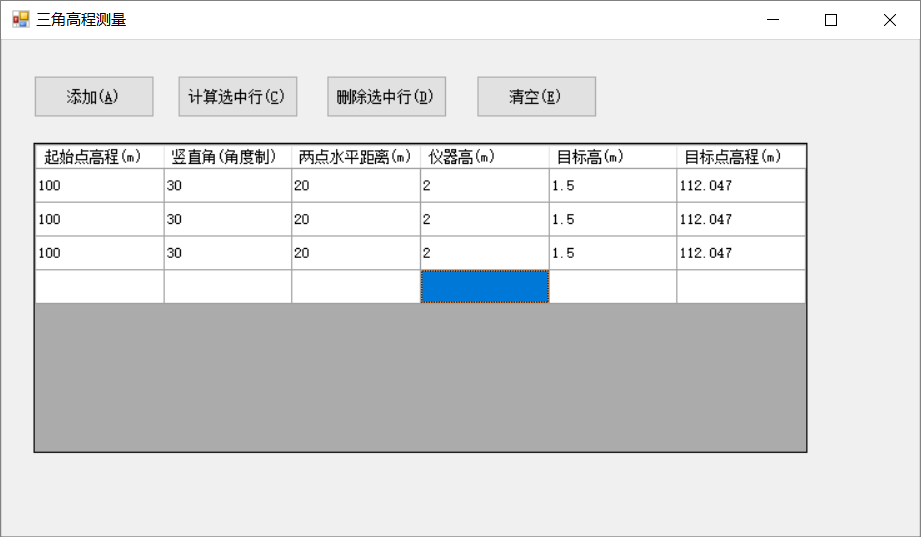 三角高程测量
添加(A) 计算选中行(C) 删除选中行(D) 清空(E)
起始点高程(m) 竖直角(角度制) 两点水平距离(m) 仪器高(m) 目标高(m) 目标点高程(m)
100 30 20 2 1.5 112.047
100 30 20 2 1.5 112.047
100 30 20 2 1.5 112.047